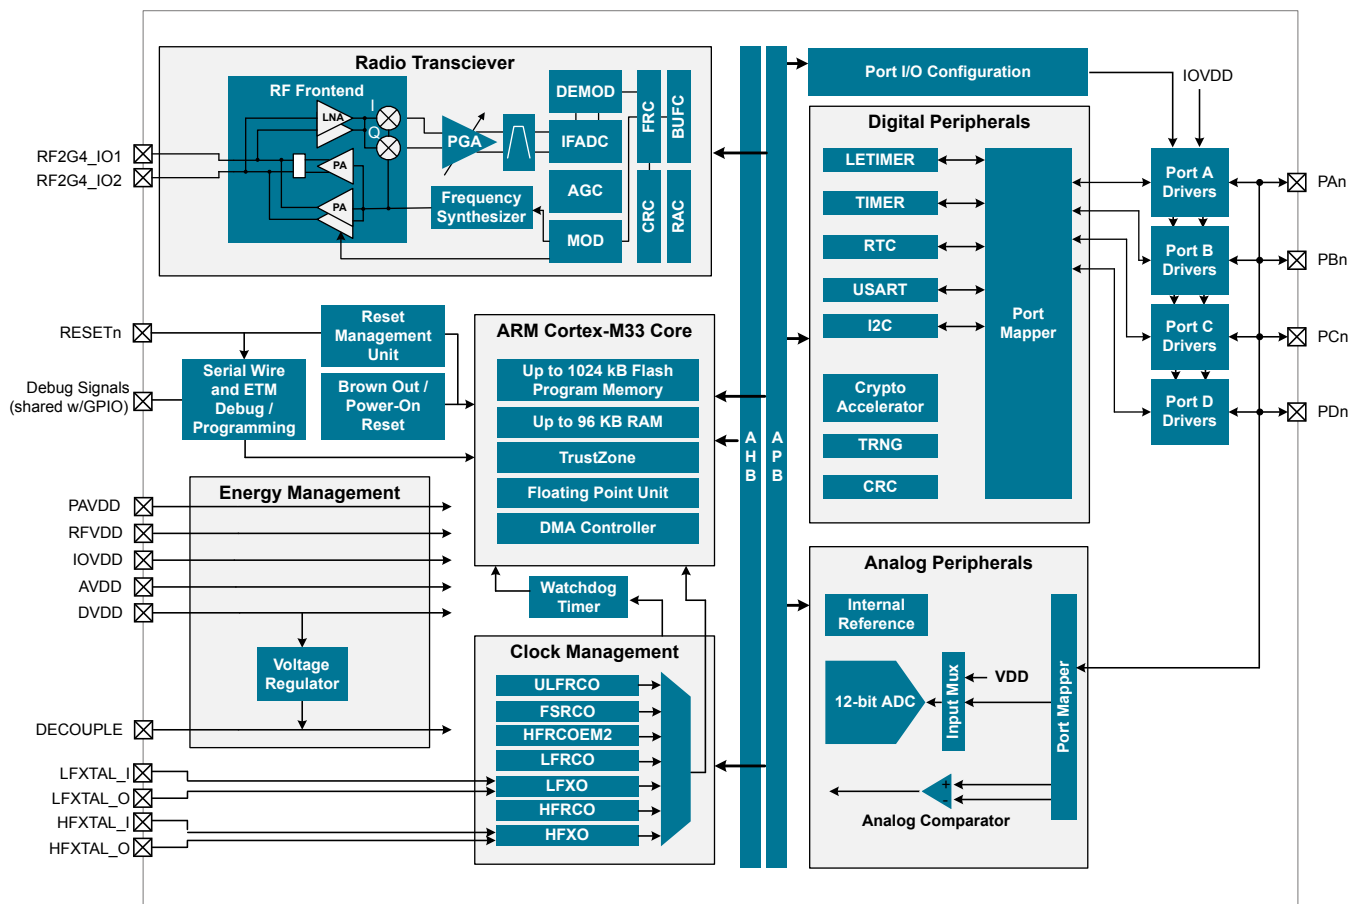 Radio Transciever
RF Frontend
LNA
I
Q
PA
PA
PGA
DEMOD
IFADC
AGC
MOD
Frequency
Synthesizer
FRC
BUFC
CRC
RAC
RF2G4_IO1
RF2G4_IO2
RESETn
Debug Signals
(shared w/GPIO)
Reset
Management
Unit
Serial Wire
and ETM
Debug /
Programming
Brown Out /
Power-On
Reset
ARM Cortex-M33 Core
Up to 1024 kB Flash
Program Memory
Up to 96 KB RAM
TrustZone
Floating Point Unit
DMA Controller
Energy Management
PAVDD
RFVDD
IOVDD
AVDD
DVDD
Voltage
Regulator
DECOUPLE
Watchdog
Timer
Clock Management
ULFRCO
FSRCO
HFRCOEM2
LFRCO
LFXO
HFRCO
HFXO
LFXTAL_I
LFXTAL_O
HFXTAL_I
HFXTAL_O
A
H
B
A
P
B
Port I/O Configuration
IOVDD
Digital Peripherals
LETIMER
TIMER
RTC
USART
I2C
Crypto
Accelerator
TRNG
CRC
Port
Mapper
Port A
Drivers
Port B
Drivers
Port C
Drivers
Port D
Drivers
PAn
PBn
PCn
PDn
Analog Peripherals
Internal
Reference
12-bit ADC
Input Mux
VDD
Port Mapper
+
-
Analog Comparator